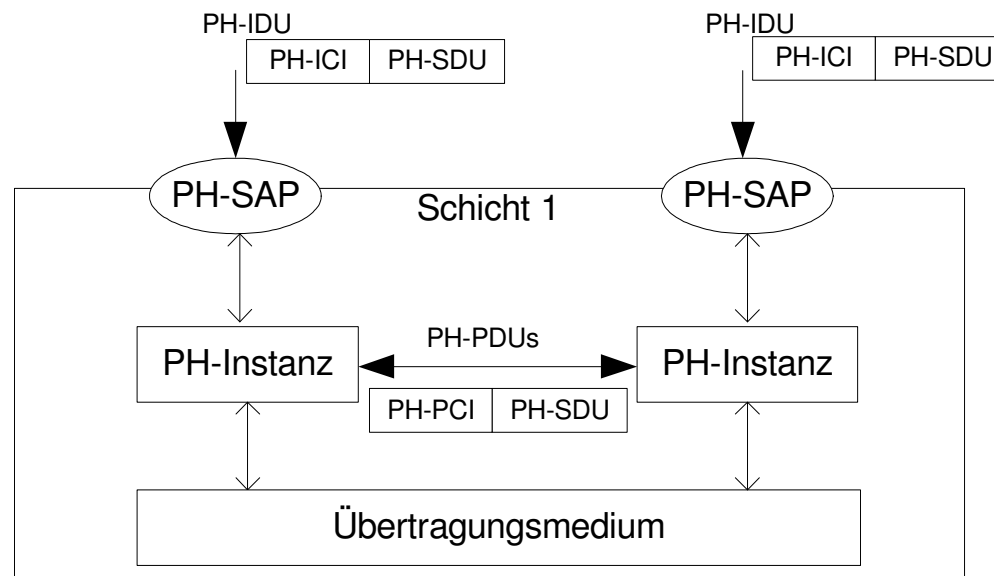 PH-IDU
PH-ICI PH-SDU
PH-IDU
PH-ICI PH-SDU
PH-SAP
Schicht 1
PH-SAP
PH-Instanz
PH-PDUs
PH-PCI PH-SDU
PH-Instanz
Übertragungsmedium